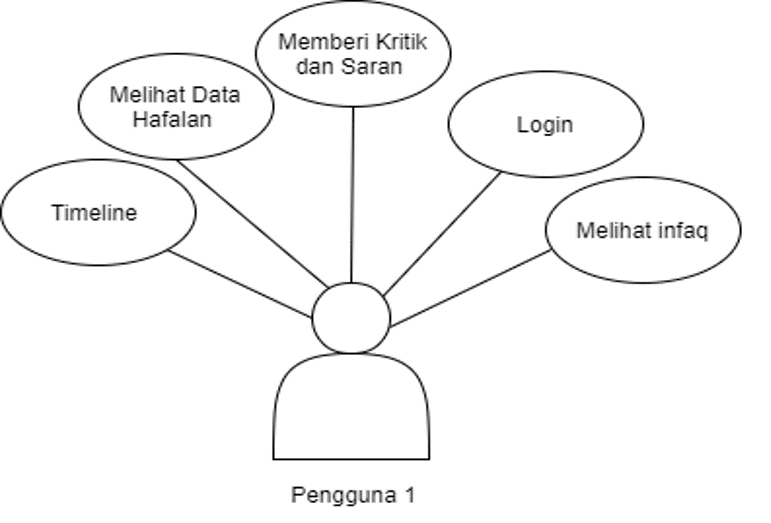 Memberi Kritik
dan Saran
Melihat Data
Hafalan
Login
Timeline
Melihat infaq
Pengguna 1